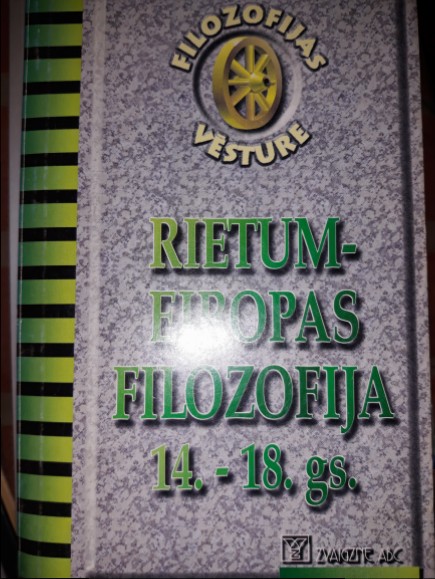 FILOZOFIJAS
VĒSTURE
RIETUM-
EIROPAS
FILOZOFIJA
14. - 18. gs.
ZVAIGZNE ABC